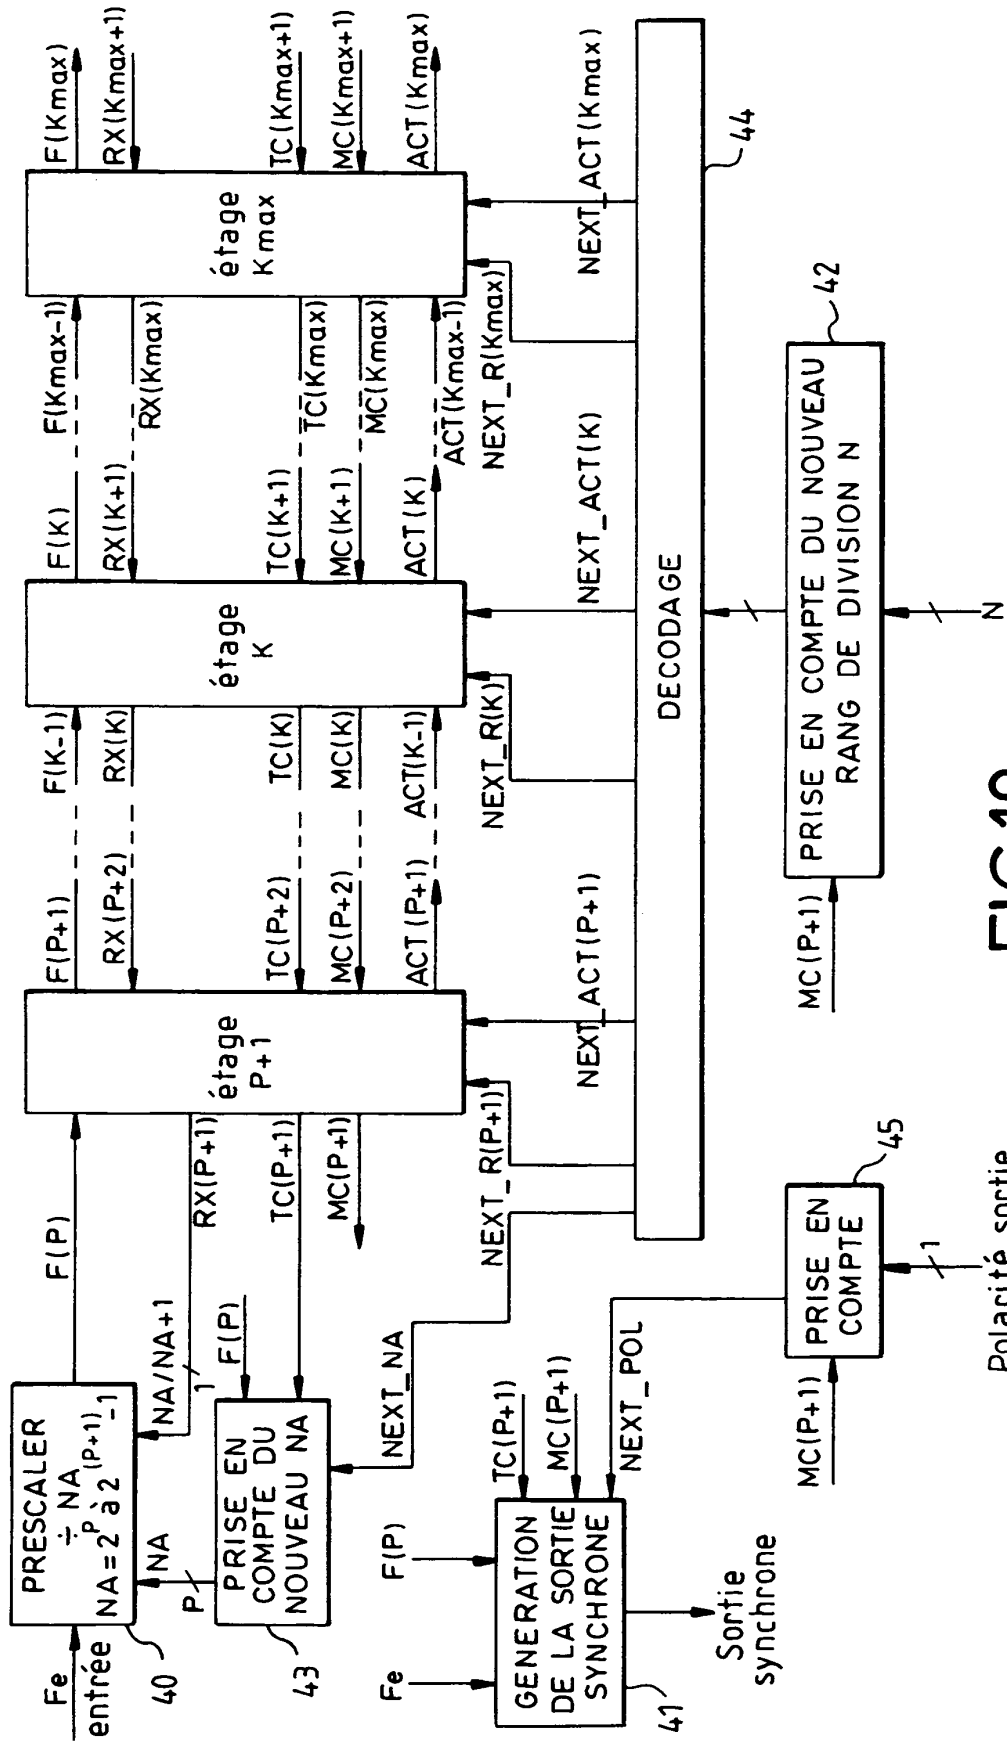 Fe
entrée
40
PRESCALER
÷ NA
NA = 2^P à 2^(P+1)-1
F(P)
NA
P
NA/NA+1
1
RX(P+1)
43
PRISE EN
COMPTE DU
NOUVEAU NA
F(P)
TC(P+1)
MC(P+1)
NEXT_NA
étage
P+1
F(P+1)
RX(P+2)
TC(P+2)
MC(P+2)
ACT(P+1)
F(K-1)
RX(K)
TC(K)
MC(K)
ACT(K-1)
étage
K
F(K)
RX(K+1)
TC(K+1)
MC(K+1)
ACT(K)
F(Kmax-1)
RX(Kmax)
TC(Kmax)
MC(Kmax)
ACT(Kmax-1)
étage
Kmax
F(Kmax)
RX(Kmax+1)
TC(Kmax+1)
MC(Kmax+1)
ACT(Kmax)
NEXT_R(P+1)
NEXT_ACT(P+1)
NEXT_R(K)
NEXT_ACT(K)
NEXT_R(Kmax)
NEXT_ACT(Kmax)
DECODAGE
44
Fe
F(P)
TC(P+1)
MC(P+1)
NEXT_POL
GENERATION
DE LA SORTIE
SYNCHRONE
41
Sortie
synchrone
MC(P+1)
PRISE EN
COMPTE
45
1
Polarité sortie
MC(P+1)
PRISE EN COMPTE DU NOUVEAU
RANG DE DIVISION N
42
N